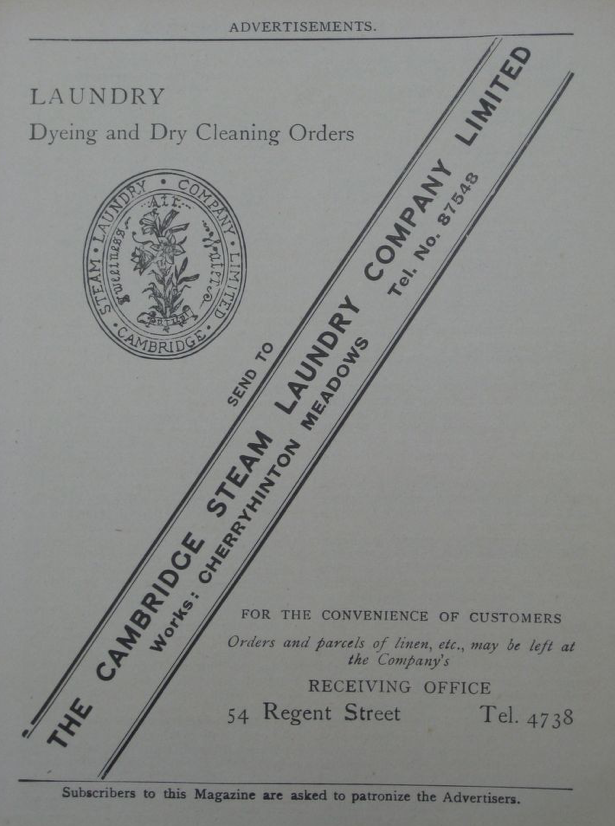 ADVERTISEMENTS.
LAUNDRY
Dyeing and Dry Cleaning Orders
STEAM • LAUNDRY • COMPANY • LIMITED
• CAMBRIDGE •
Air
Sweetness
Water
SEND TO
THE CAMBRIDGE STEAM LAUNDRY COMPANY LIMITED
Works: CHERRYHINTON MEADOWS Tel. No. 87548
FOR THE CONVENIENCE OF CUSTOMERS
Orders and parcels of linen, etc., may be left at
the Company's
RECEIVING OFFICE
54 Regent Street Tel. 4738
Subscribers to this Magazine are asked to patronize the Advertisers.